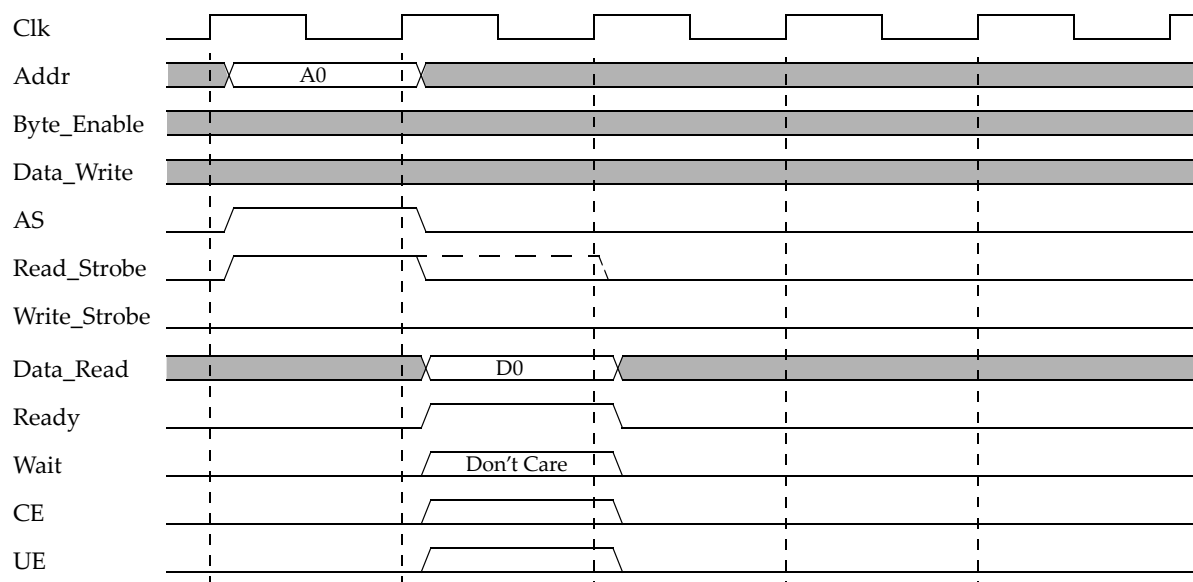 Clk
Addr A0
Byte_Enable
Data_Write
AS
Read_Strobe
Write_Strobe
Data_Read D0
Ready
Wait Don’t Care
CE
UE